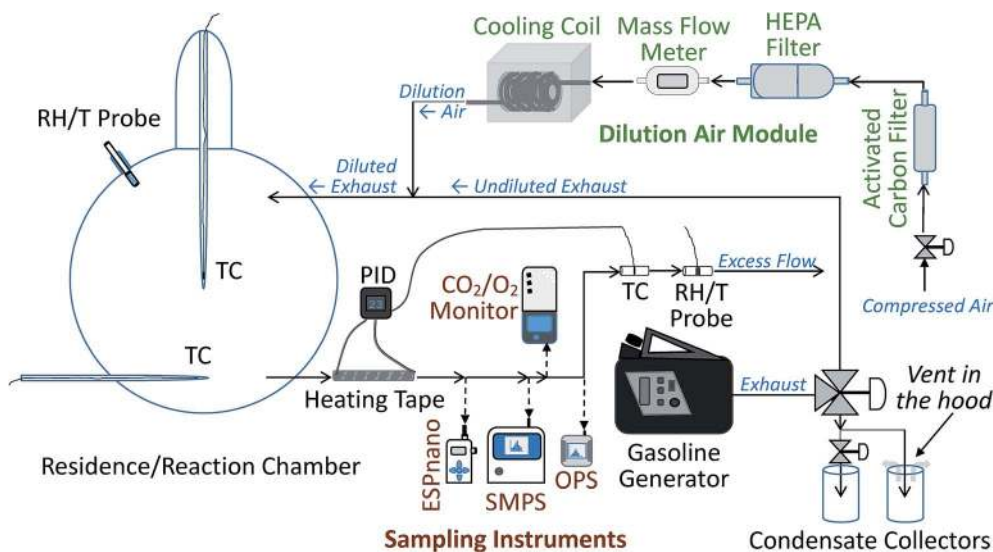 Cooling Coil
Mass Flow
Meter
HEPA
Filter
Dilution
← Air
Dilution Air Module
Activated
Carbon Filter
RH/T Probe
Diluted
← Exhaust
← Undiluted Exhaust
TC
PID
23
CO₂/O₂
Monitor
TC
RH/T
Probe
Excess Flow
Compressed Air
TC
Heating Tape
Exhaust
Vent in
the hood
Residence/Reaction Chamber
ESPnano
SMPS
OPS
Gasoline
Generator
Sampling Instruments
Condensate Collectors